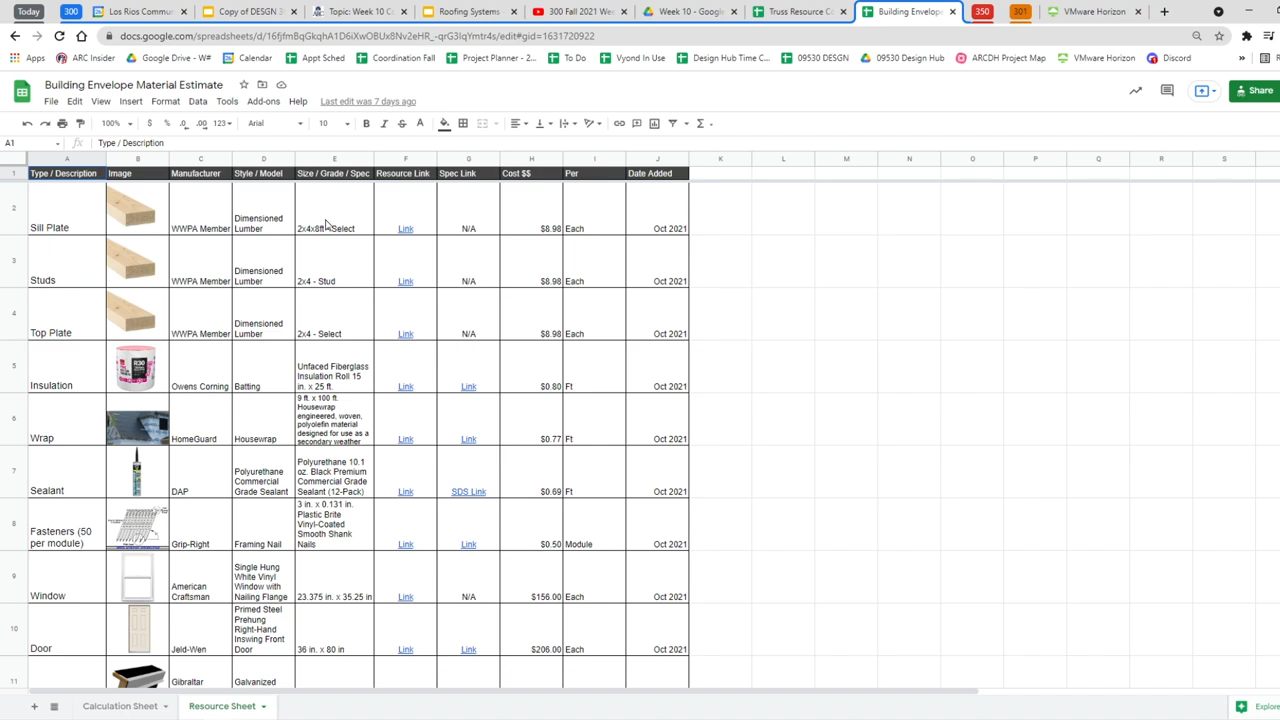 Today
300
Los Rios Communi
Copy of DESGN 3
Topic: Week 10 C
Roofing Systems -
300 Fall 2021 Wee
Week 10 - Google
Truss Resource Co
Building Envelope
350
301
VMware Horizon
docs.google.com/spreadsheets/d/16jfmBqGkqhA1D6iXwOBUx8Nv2eHR_-qrG3IqYmtr4s/edit#gid=1631720922
Apps
ARC Insider
Google Drive - W#
Calendar
Appt Sched
Coordination Fall
Project Planner - 2...
To Do
Vyond In Use
Design Hub Time C...
09530 DESGN
09530 Design Hub
ARCDH Project Map
VMware Horizon
Discord
»
Building Envelope Material Estimate
File Edit View Insert Format Data Tools Add-ons Help Last edit was 7 days ago
Share
100% $ % .0 .00 123 Arial 10 B I S A
A1 fx Type / Description
A B C D E F G H I J K L M N O P Q R S
1 Type / Description Image Manufacturer Style / Model Size / Grade / Spec Resource Link Spec Link Cost $$ Per Date Added
2 Sill Plate WWPA Member Dimensioned Lumber 2x4x8ft - Select Link N/A $8.98 Each Oct 2021
3 Studs WWPA Member Dimensioned Lumber 2x4 - Stud Link N/A $8.98 Each Oct 2021
4 Top Plate WWPA Member Dimensioned Lumber 2x4 - Select Link N/A $8.98 Each Oct 2021
5 Insulation Owens Corning Batting Unfaced Fiberglass Insulation Roll 15 in. x 25 ft. Link Link $0.80 Ft Oct 2021
6 Wrap HomeGuard Housewrap 9 ft. x 100 ft. Housewrap engineered, woven, polyolefin material designed for use as a secondary weather Link Link $0.77 Ft Oct 2021
7 Sealant DAP Polyurethane Commercial Grade Sealant Polyurethane 10.1 oz. Black Premium Commercial Grade Sealant (12-Pack) Link SDS Link $0.69 Ft Oct 2021
8 Fasteners (50 per module) Grip-Right Framing Nail 3 in. x 0.131 in. Plastic Brite Vinyl-Coated Smooth Shank Nails Link Link $0.50 Module Oct 2021
9 Window American Craftsman Single Hung White Vinyl Window with Nailing Flange 23.375 in. x 35.25 in Link N/A $156.00 Each Oct 2021
10 Door Jeld-Wen Primed Steel Prehung Right-Hand Inswing Front Door 36 in. x 80 in Link Link $206.00 Each Oct 2021
11 Gibraltar Galvanized
Calculation Sheet
Resource Sheet
Explore